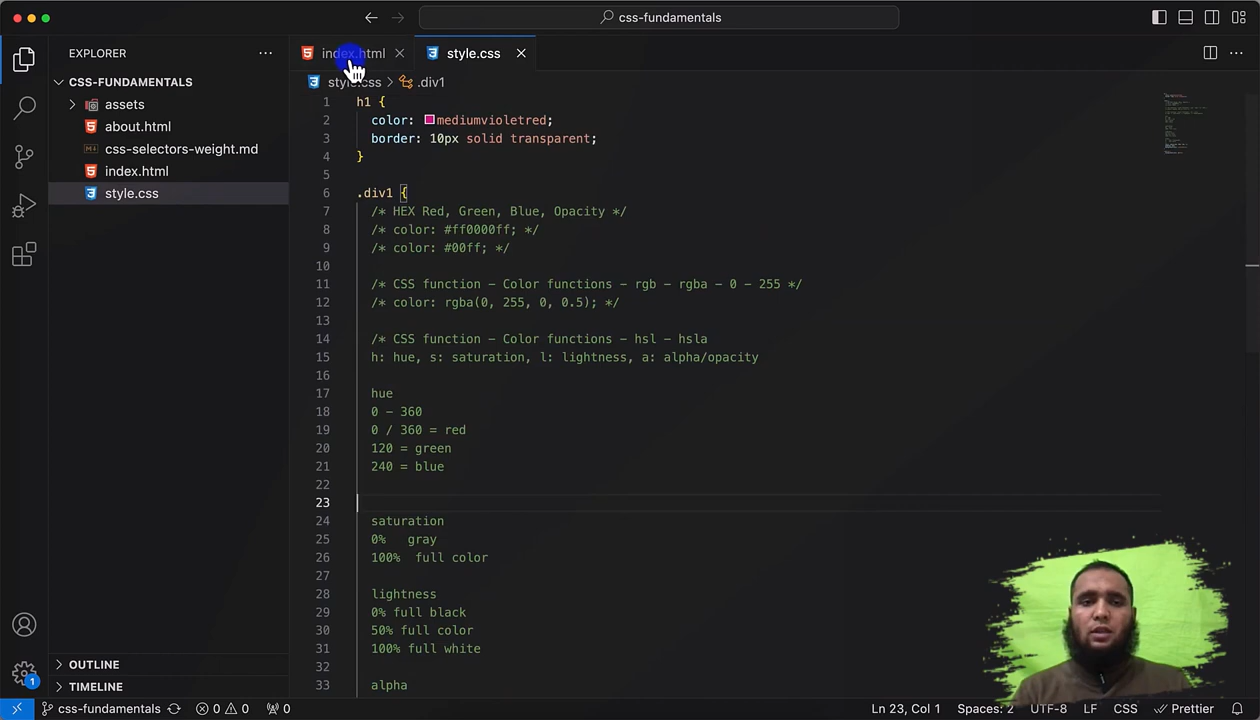 css-fundamentals
EXPLORER
index.html
style.css
CSS-FUNDAMENTALS
style.css > .div1
assets
about.html
css-selectors-weight.md
index.html
style.css
1 h1 {
2 color: mediumvioletred;
3 border: 10px solid transparent;
4 }
5
6 .div1 {
7 /* HEX Red, Green, Blue, Opacity */
8 /* color: #ff0000ff; */
9 /* color: #00ff; */
10
11 /* CSS function – Color functions – rgb – rgba – 0 – 255 */
12 /* color: rgba(0, 255, 0, 0.5); */
13
14 /* CSS function – Color functions – hsl – hsla
15 h: hue, s: saturation, l: lightness, a: alpha/opacity
16
17 hue
18 0 – 360
19 0 / 360 = red
20 120 = green
21 240 = blue
22
23
24 saturation
25 0% gray
26 100% full color
27
28 lightness
29 0% full black
30 50% full color
31 100% full white
32
33 alpha
OUTLINE
TIMELINE
1
css-fundamentals
0
0
0
Ln 23, Col 1
Spaces: 2
UTF-8
LF
CSS
Prettier